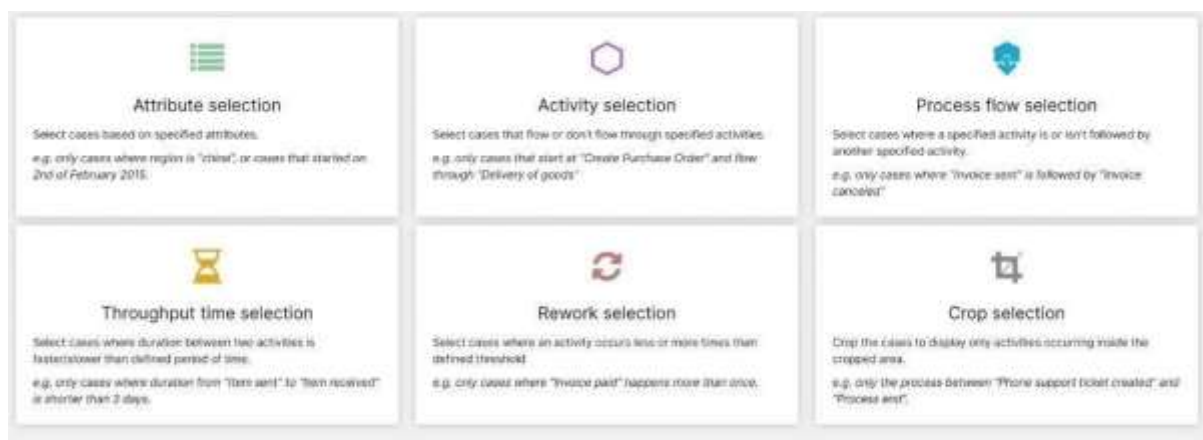 Attribute selection
Select cases based on specified attributes.
e.g. only cases where region is "china", or cases that started on
2nd of February 2015.
Activity selection
Select cases that flow or don't flow through specified activities.
e.g. only cases that start at "Create Purchase Order" and flow
through "Delivery of goods"
Process flow selection
Select cases where a specified activity is or isn't followed by
another specified activity.
e.g. only cases where "Invoice sent" is followed by "Invoice
canceled"
Throughput time selection
Select cases where duration between two activities is
faster/slower than defined period of time.
e.g. only cases where duration from "Item sent" to "Item received"
is shorter than 3 days.
Rework selection
Select cases where an activity occurs less or more times than
defined threshold
e.g. only cases where "Invoice paid" happens more than once.
Crop selection
Crop the cases to display only activities occurring inside the
cropped area.
e.g. only the process between "Phone support ticket created" and
"Process end".